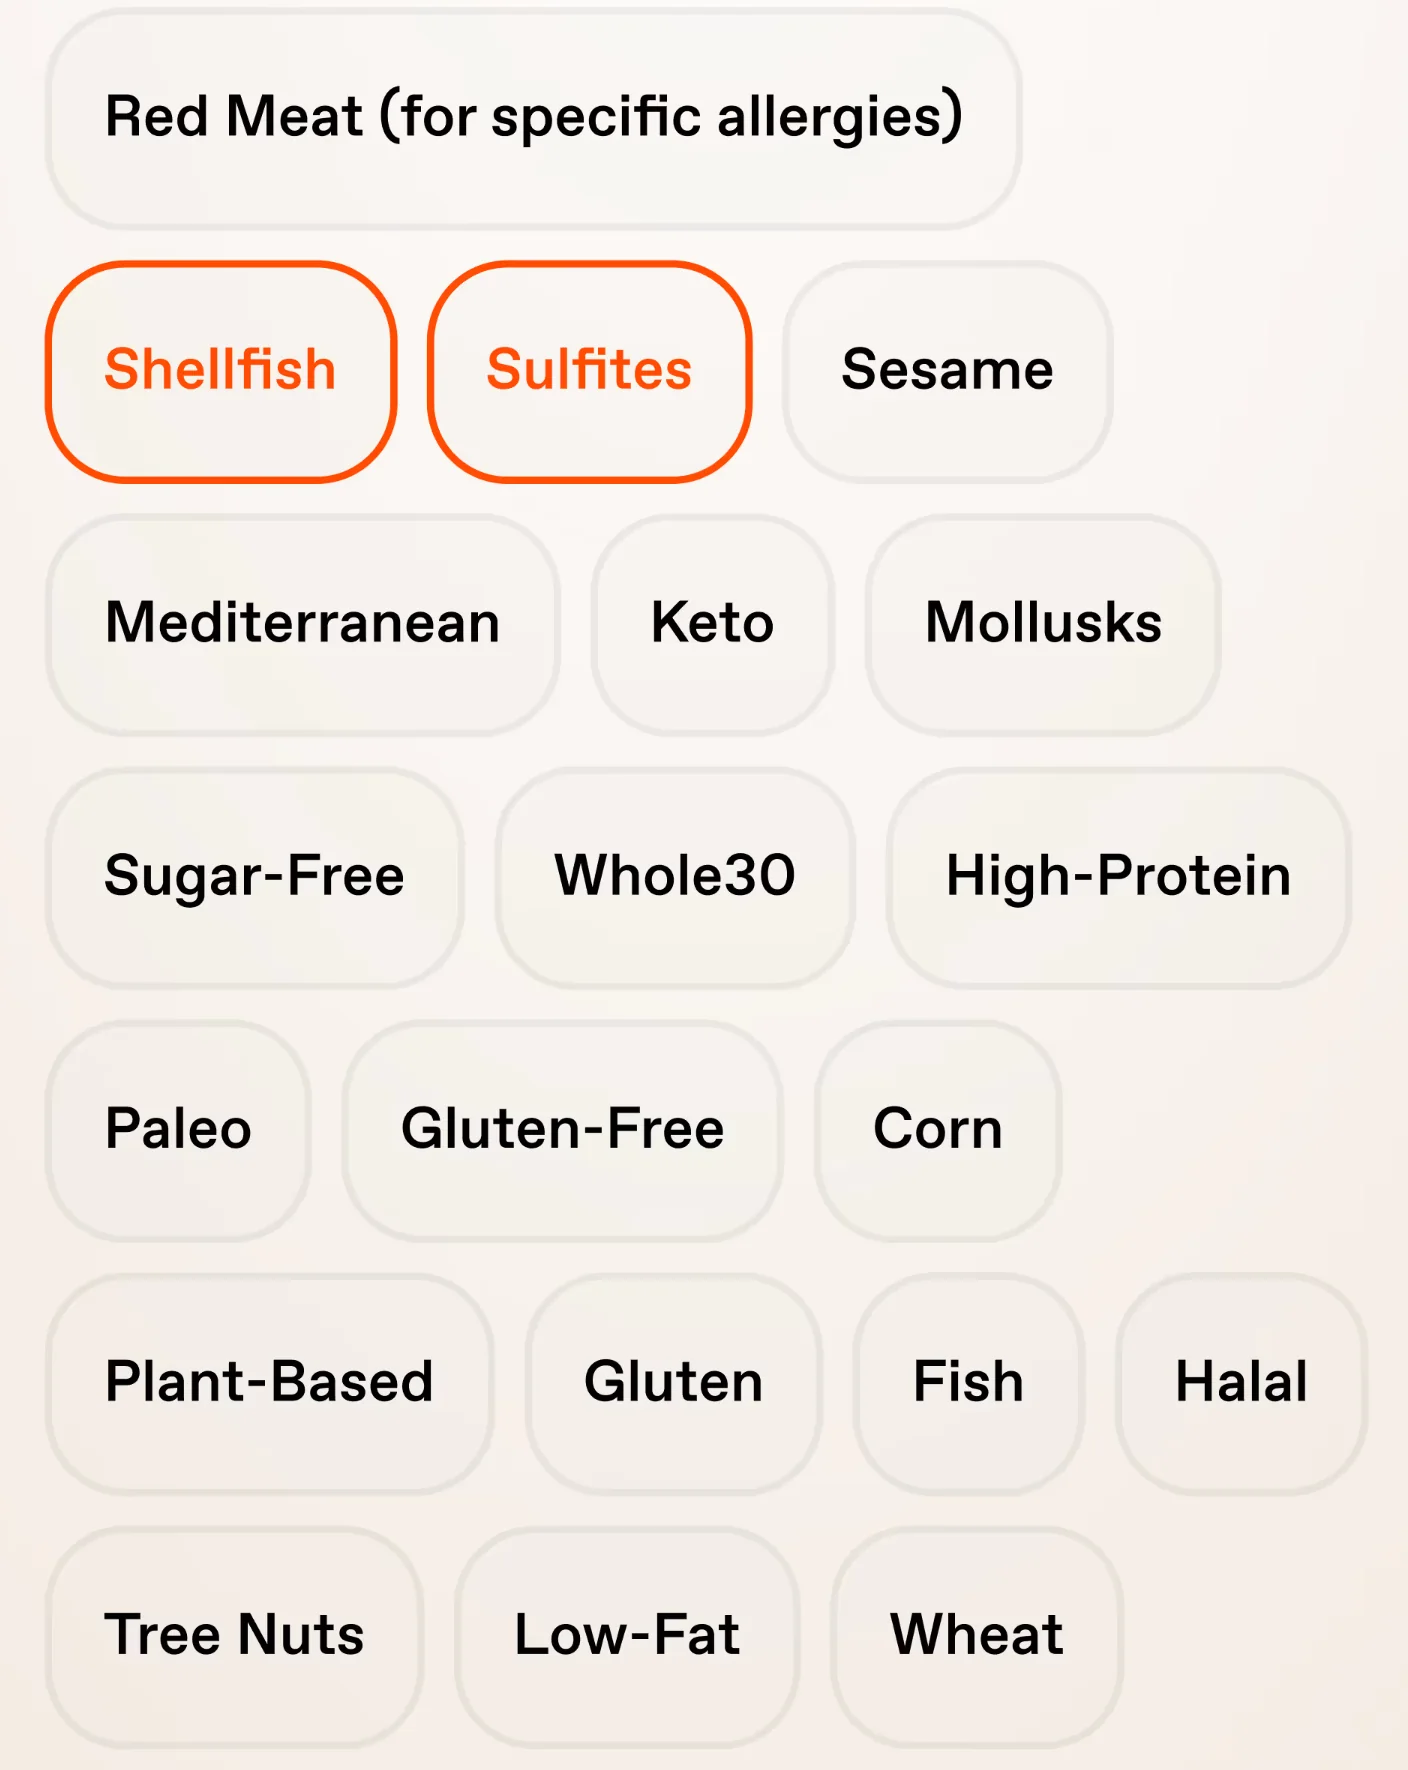 Red Meat (for specific allergies)
Shellfish Sulfites Sesame
Mediterranean Keto Mollusks
Sugar-Free Whole30 High-Protein
Paleo Gluten-Free Corn
Plant-Based Gluten Fish Halal
Tree Nuts Low-Fat Wheat